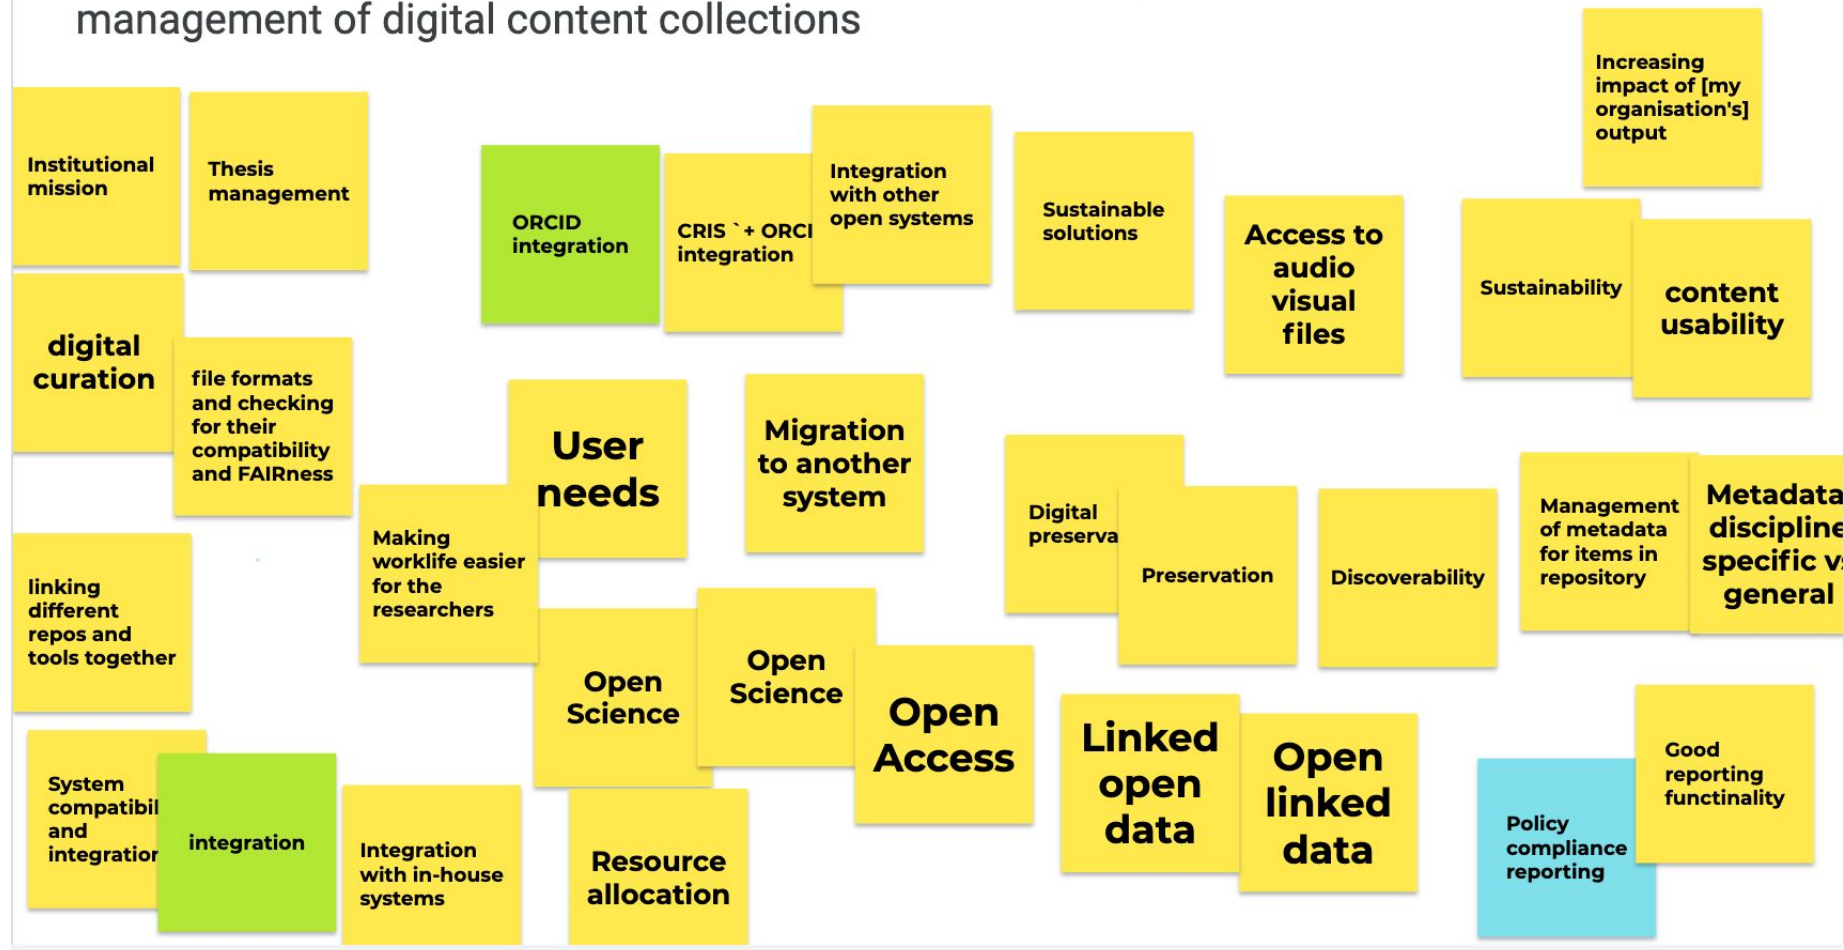 management of digital content collections
Increasing
impact of [my
organisation's]
output
Institutional
mission
Thesis
management
ORCID
integration
CRIS `+ ORCI
integration
Integration
with other
open systems
Sustainable
solutions
Access to
audio
visual
files
Sustainability
content
usability
digital
curation
file formats
and checking
for their
compatibility
and FAIRness
User
needs
Migration
to another
system
Making
worklife easier
for the
researchers
Digital
preserva
Preservation
Discoverability
Management
of metadata
for items in
repository
Metadata
discipline
specific vs
general
linking
different
repos and
tools together
Open
Science
Open
Science
Open
Access
Linked
open
data
Open
linked
data
Good
reporting
functinality
Policy
compliance
reporting
System
compatibil
and
integration
integration
Integration
with in-house
systems
Resource
allocation